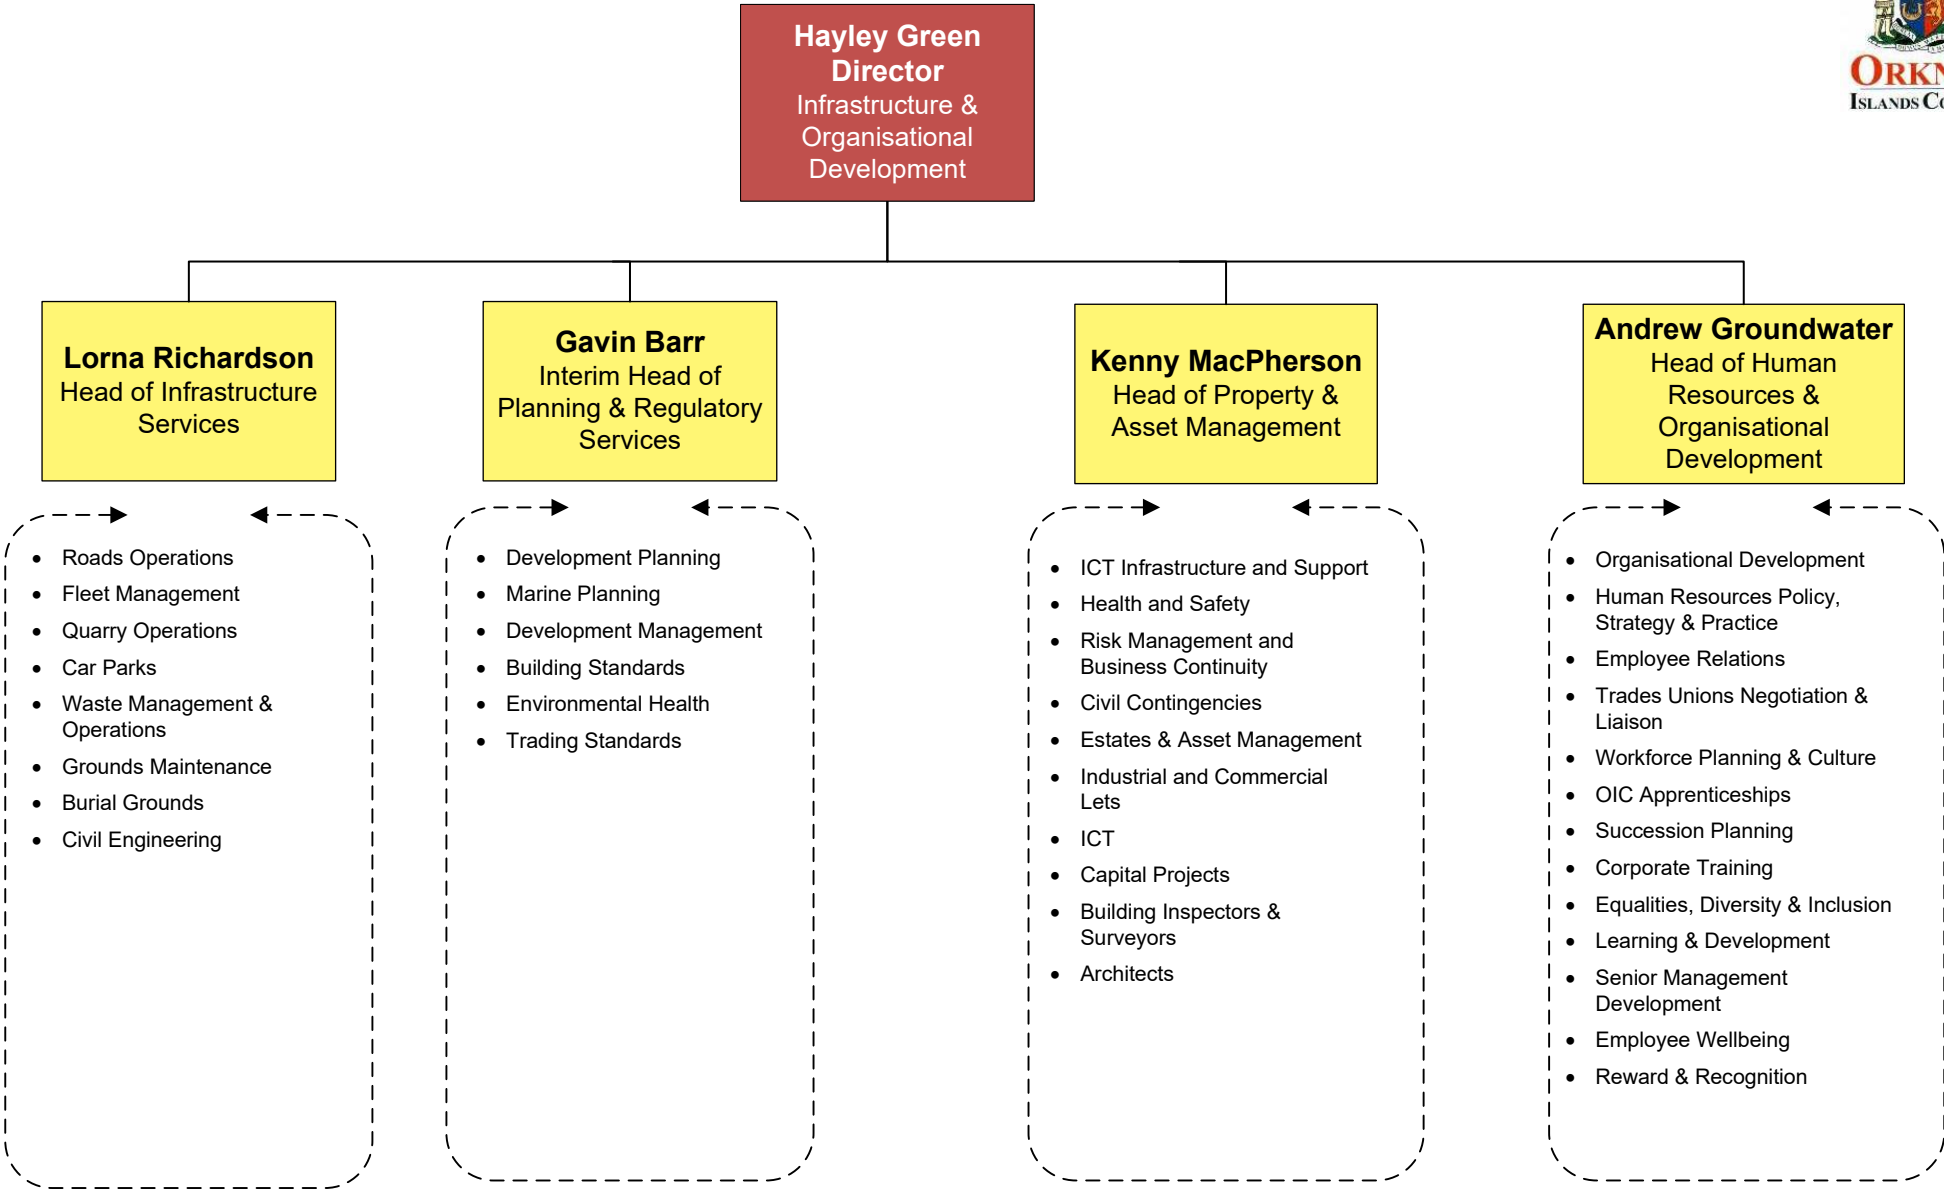 Hayley Green
Director
Infrastructure &
Organisational
Development
ISLANDS
Lorna Richardson
Head of Infrastructure
Services
Gavin Barr
Interim Head of
Planning & Regulatory
Services
Kenny MacPherson
Head of Property &
Asset Management
Andrew Groundwater
Head of Human
Resources &
Organisational
Development
• Roads Operations
• Fleet Management
• Quarry Operations
• Car Parks
• Waste Management &
Operations
• Grounds Maintenance
• Burial Grounds
• Civil Engineering
• Development Planning
• Marine Planning
• Development Management
• Building Standards
• Environmental Health
• Trading Standards
• ICT Infrastructure and Support
• Health and Safety
• Risk Management and
Business Continuity
• Civil Contingencies
• Estates & Asset Management
• Industrial and Commercial
Lets
• ICT
• Capital Projects
• Building Inspectors &
Surveyors
• Architects
• Organisational Development
• Human Resources Policy,
Strategy & Practice
• Employee Relations
• Trades Unions Negotiation &
Liaison
• Workforce Planning & Culture
• OIC Apprenticeships
• Succession Planning
• Corporate Training
• Equalities, Diversity & Inclusion
• Learning & Development
• Senior Management
Development
• Employee Wellbeing
• Reward & Recognition